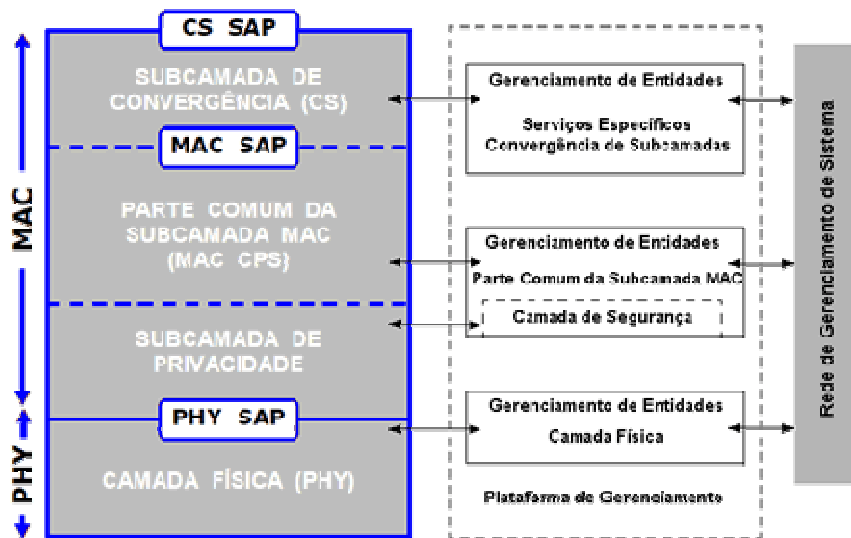 CS SAP
SUBCAMADA DE
CONVERGÊNCIA (CS)
MAC SAP
PARTE COMUM DA
SUBCAMADA MAC
(MAC CPS)
SUBCAMADA DE
PRIVACIDADE
PHY SAP
CAMADA FÍSICA (PHY)
MAC
PHY
Gerenciamento de Entidades
Serviços Específicos
Convergência de Subcamadas
Gerenciamento de Entidades
Parte Comum da Subcamada MAC
Camada de Segurança
Gerenciamento de Entidades
Camada Física
Plataforma de Gerenciamento
Rede de Gerenciamento de Sistema